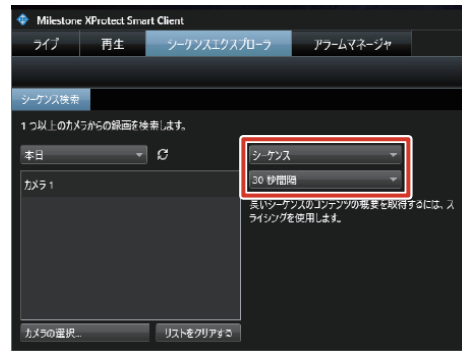 Milestone XProtect Smart Client
ライブ 再生 シーケンスエクスプローラ アラームマネージャ
シーケンス検索
1 つ以上のカメラからの録画を検索します。
本日
シーケンス
カメラ 1
30 秒間隔
長いシーケンスのコンテンツの概要を取得するには、ス
ライシングを使用します。
カメラの選択... リストをクリアする